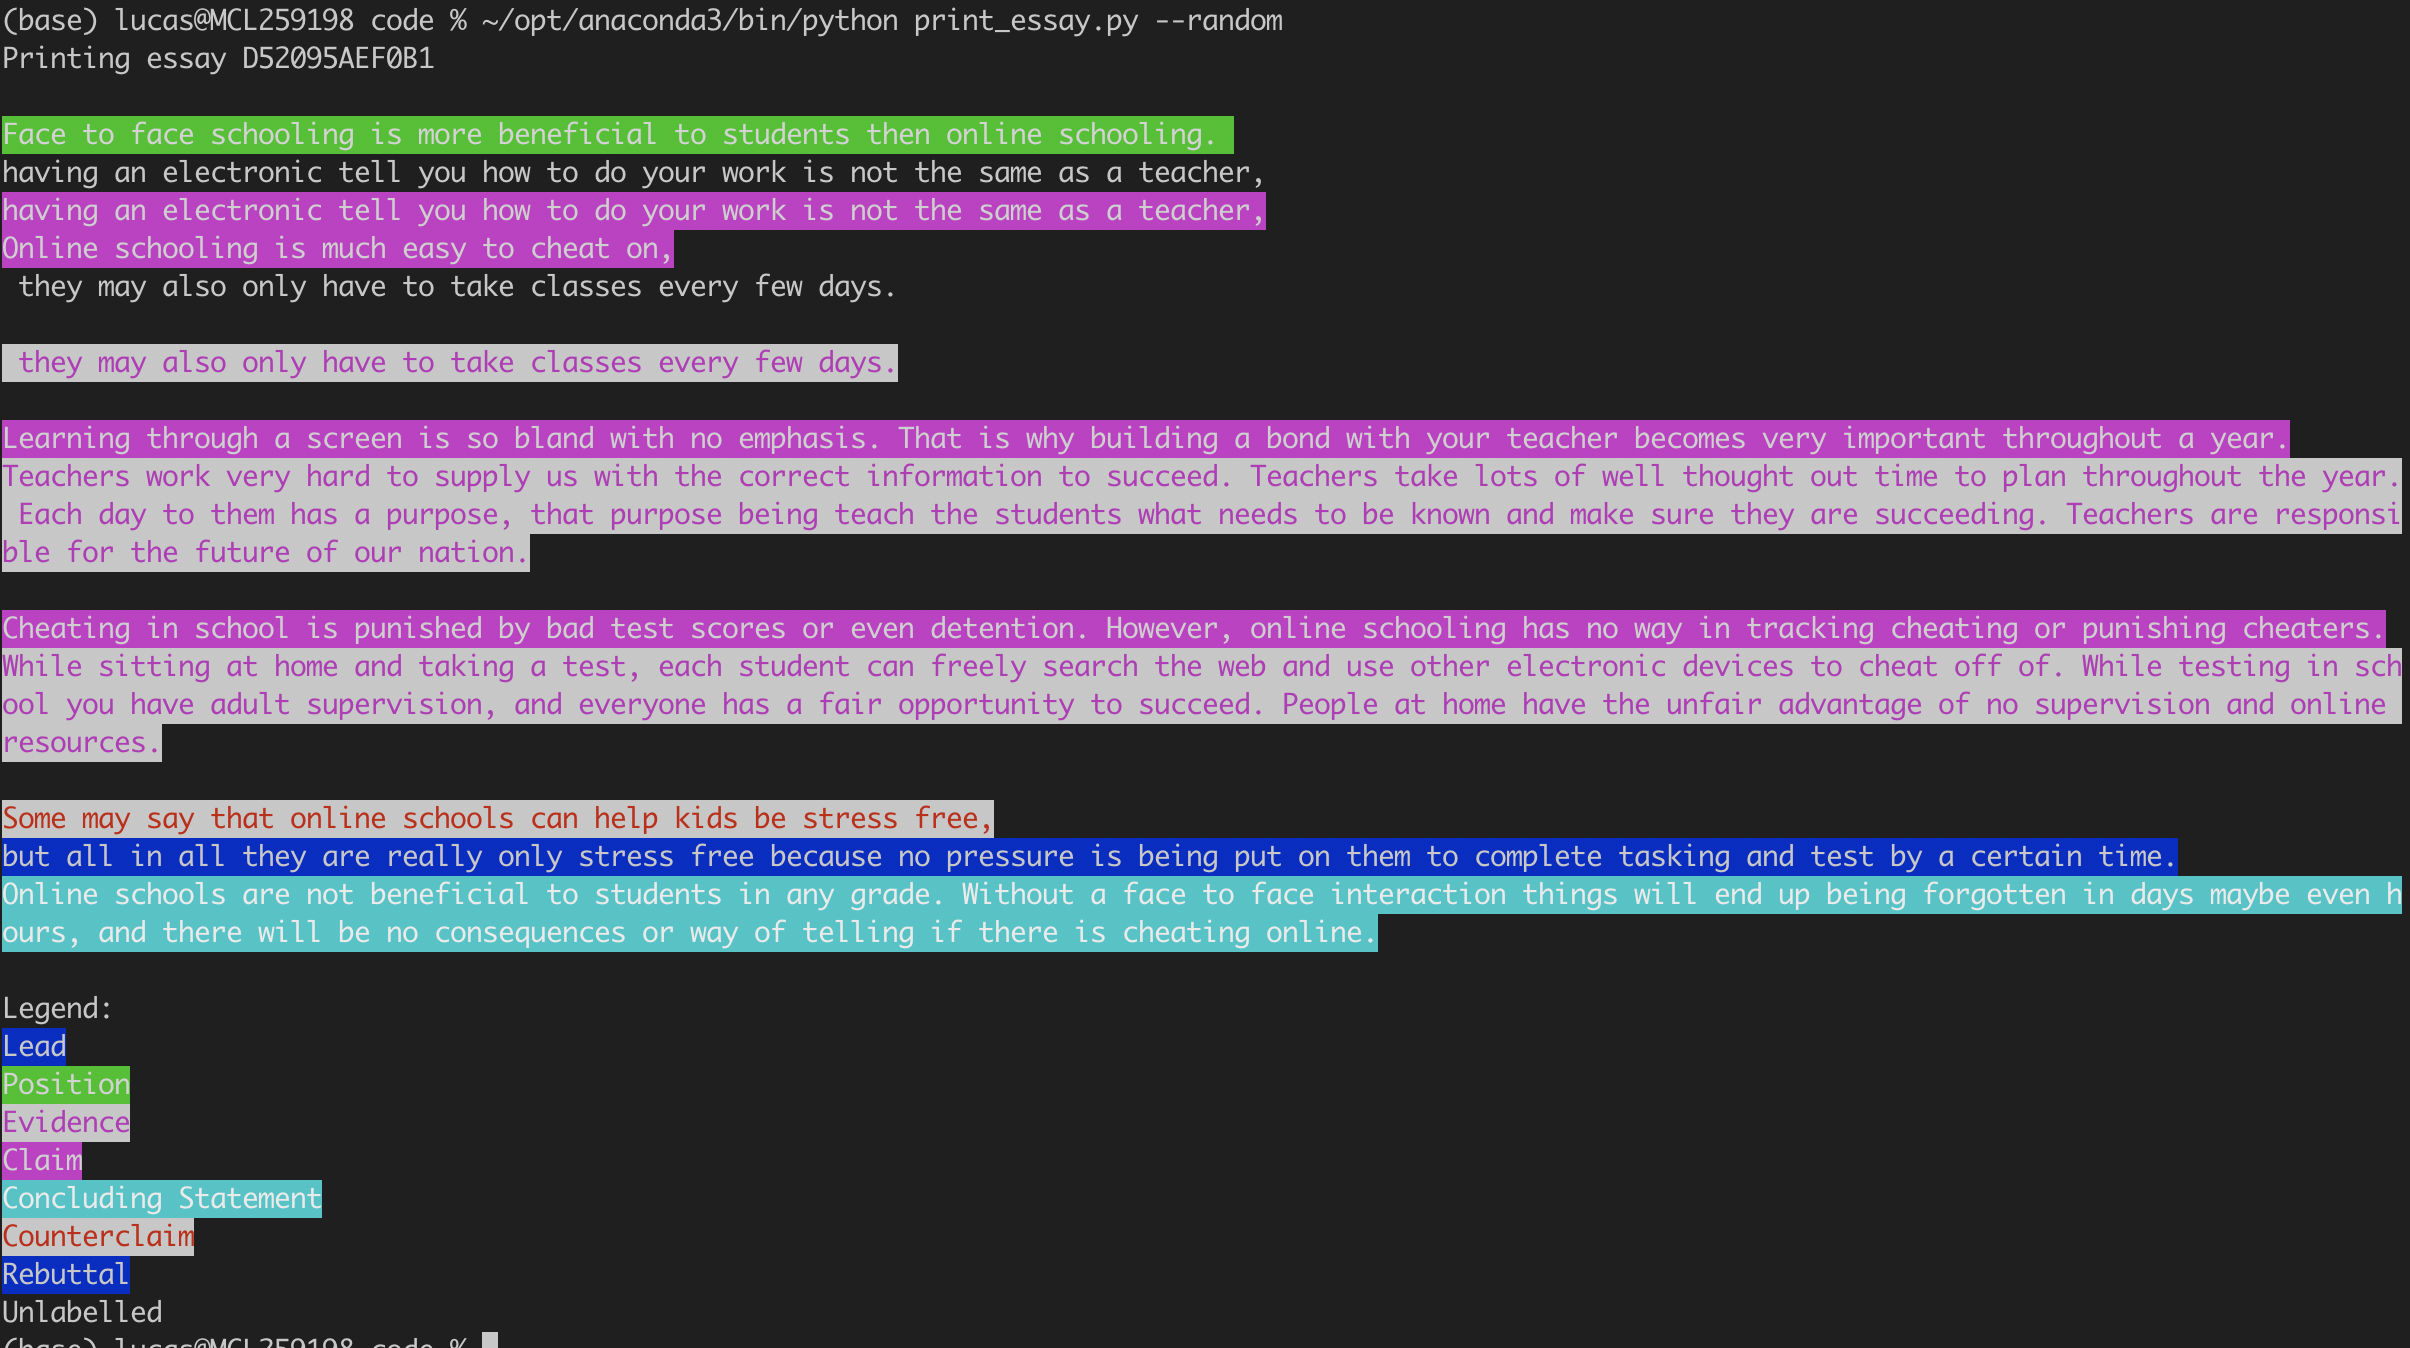 (base) lucas@MCL259198 code % ~/opt/anaconda3/bin/python print_essay.py --random
Printing essay D52095AEF0B1
Face to face schooling is more beneficial to students then online schooling.
having an electronic tell you how to do your work is not the same as a teacher,
having an electronic tell you how to do your work is not the same as a teacher,
Online schooling is much easy to cheat on,
they may also only have to take classes every few days.
they may also only have to take classes every few days.
Learning through a screen is so bland with no emphasis. That is why building a bond with your teacher becomes very important throughout a year.
Teachers work very hard to supply us with the correct information to succeed. Teachers take lots of well thought out time to plan throughout the year.
Each day to them has a purpose, that purpose being teach the students what needs to be known and make sure they are succeeding. Teachers are responsi
ble for the future of our nation.
Cheating in school is punished by bad test scores or even detention. However, online schooling has no way in tracking cheating or punishing cheaters.
While sitting at home and taking a test, each student can freely search the web and use other electronic devices to cheat off of. While testing in sch
ool you have adult supervision, and everyone has a fair opportunity to succeed. People at home have the unfair advantage of no supervision and online
resources.
Some may say that online schools can help kids be stress free,
but all in all they are really only stress free because no pressure is being put on them to complete tasking and test by a certain time.
Online schools are not beneficial to students in any grade. Without a face to face interaction things will end up being forgotten in days maybe even h
ours, and there will be no consequences or way of telling if there is cheating online.
Legend:
Lead
Position
Evidence
Claim
Concluding Statement
Counterclaim
Rebuttal
Unlabelled
(base) lucas@MCL259198 code %